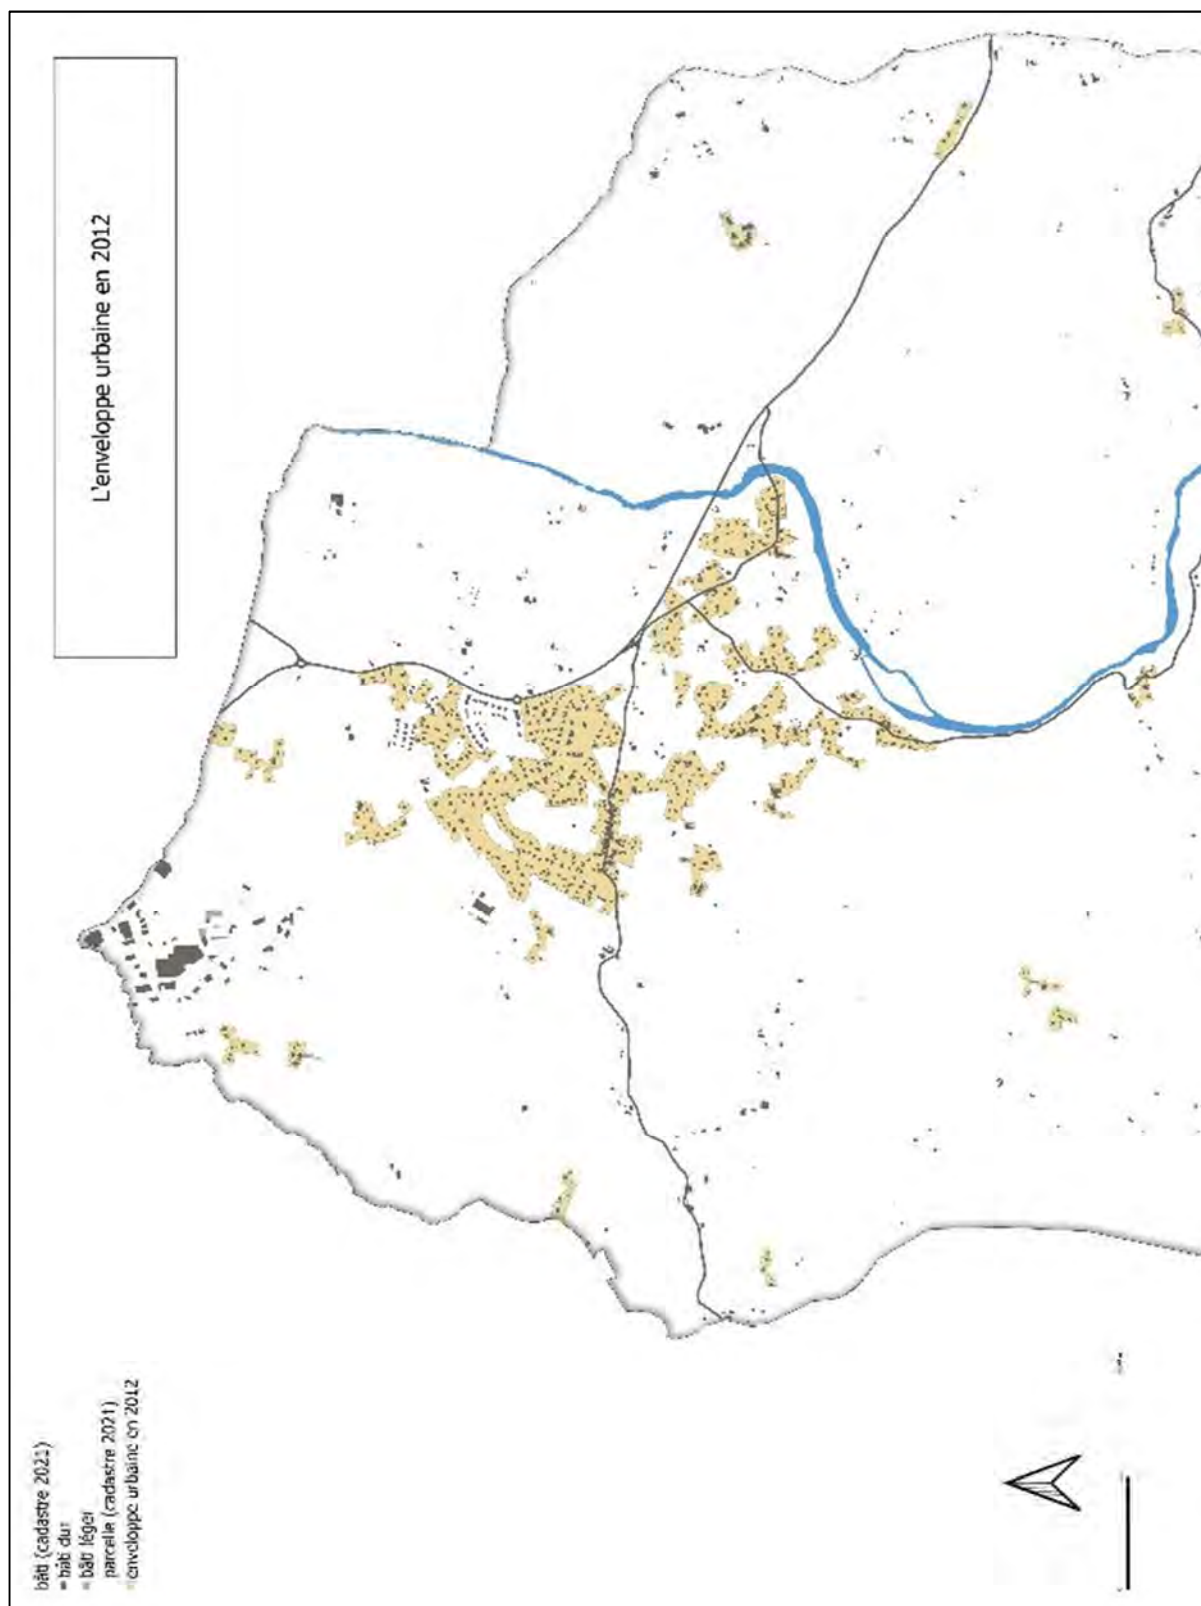 L'enveloppe urbaine en 2012
bâti (cadastre 2021)
bâti dur
bâti léger
parcelle (cadastre 2021)
enveloppe urbaine en 2012